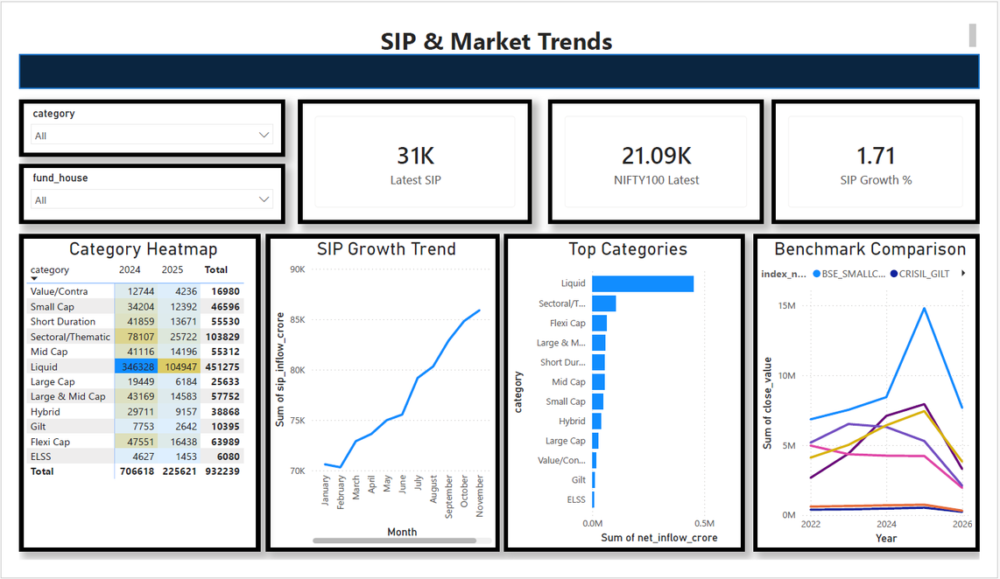 SIP & Market Trends
category
All
fund_house
All
31K
Latest SIP
21.09K
NIFTY100 Latest
1.71
SIP Growth %
Category Heatmap
category 2024 2025 Total
Value/Contra 12744 4236 16980
Small Cap 34204 12392 46596
Short Duration 41859 13671 55530
Sectoral/Thematic 78107 25722 103829
Mid Cap 41116 14196 55312
Liquid 346328 104947 451275
Large Cap 19449 6184 25633
Large & Mid Cap 43169 14583 57752
Hybrid 29711 9157 38868
Gilt 7753 2642 10395
Flexi Cap 47551 16438 63989
ELSS 4627 1453 6080
Total 706618 225621 932239
SIP Growth Trend
Sum of sip_inflow_crore
90K
85K
80K
75K
70K
January
February
March
April
May
June
July
August
September
October
November
Month
Top Categories
category
Liquid
Sectoral/T...
Flexi Cap
Large & M...
Short Dur...
Mid Cap
Small Cap
Hybrid
Large Cap
Value/Con...
Gilt
ELSS
0.0M 0.5M
Sum of net_inflow_crore
Benchmark Comparison
index_n... BSE_SMALLC... CRISIL_GILT
Sum of close_value
15M
10M
5M
0M
2022 2024 2026
Year